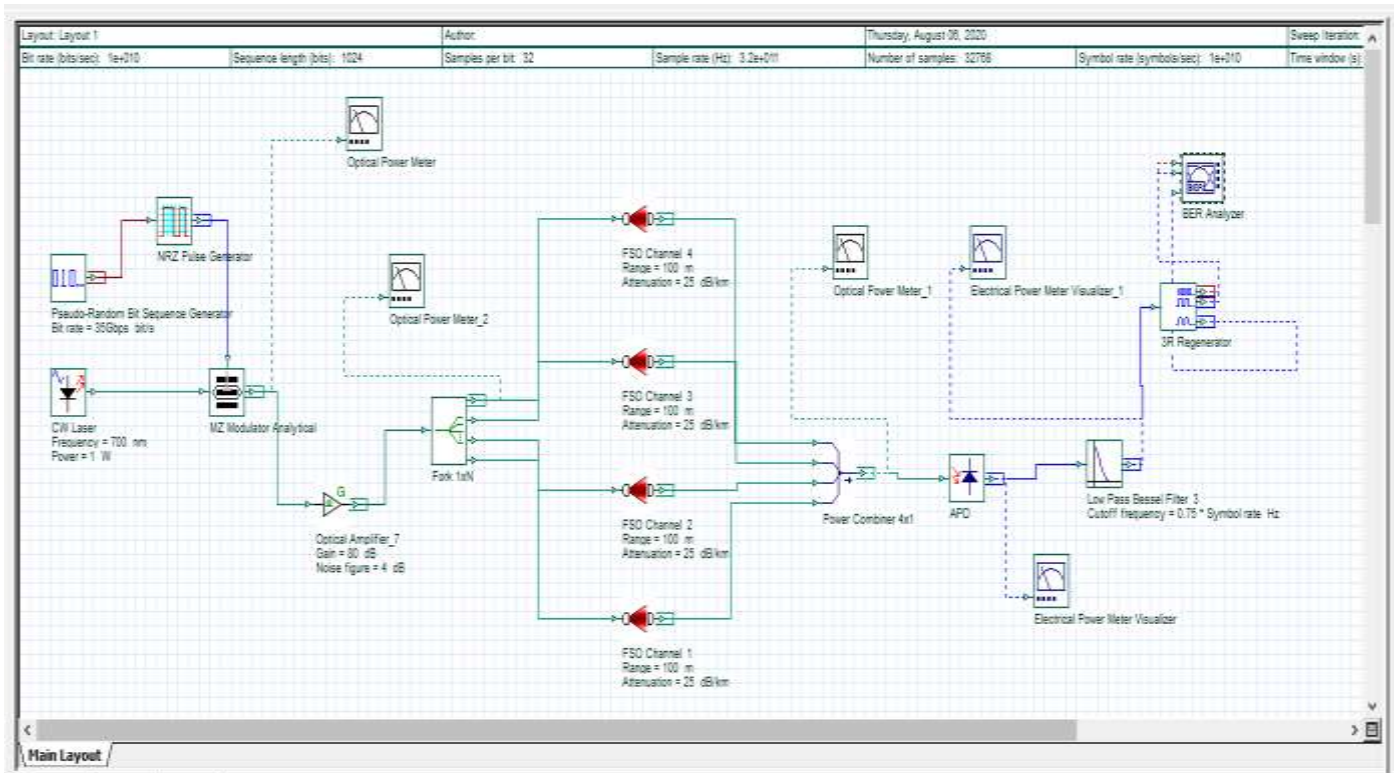 Layout: Layout 1
Author:
Thursday, August 06, 2020
Sweep Iteration:
Bit rate (bits/sec): 1e+010
Sequence length (bits): 1024
Samples per bit: 32
Sample rate (Hz): 3.2e+011
Number of samples: 32768
Symbol rate (symbols/sec): 1e+010
Time window (s)
Optical Power Meter
BER
BER Analyzer
NRZ Pulse Generator
FSO Channel 4
Range = 100 m
Attenuation = 25 dB/km
Optical Power Meter_1
Electrical Power Meter Visualizer_1
Pseudo-Random Bit Sequence Generator
Bit rate = 35Gbps bit/s
Optical Power Meter_2
3R Regenerator
FSO Channel 3
Range = 100 m
Attenuation = 25 dB/km
CW Laser
Frequency = 700 nm
Power = 1 W
MZ Modulator Analytical
Fork 1xN
G
Optical Amplifier_7
Gain = 80 dB
Noise figure = 4 dB
FSO Channel 2
Range = 100 m
Attenuation = 25 dB/km
Power Combiner 4x1
APD
Low Pass Bessel Filter_3
Cutoff frequency = 0.75 * Symbol rate Hz
Electrical Power Meter Visualizer
FSO Channel 1
Range = 100 m
Attenuation = 25 dB/km
Main Layout